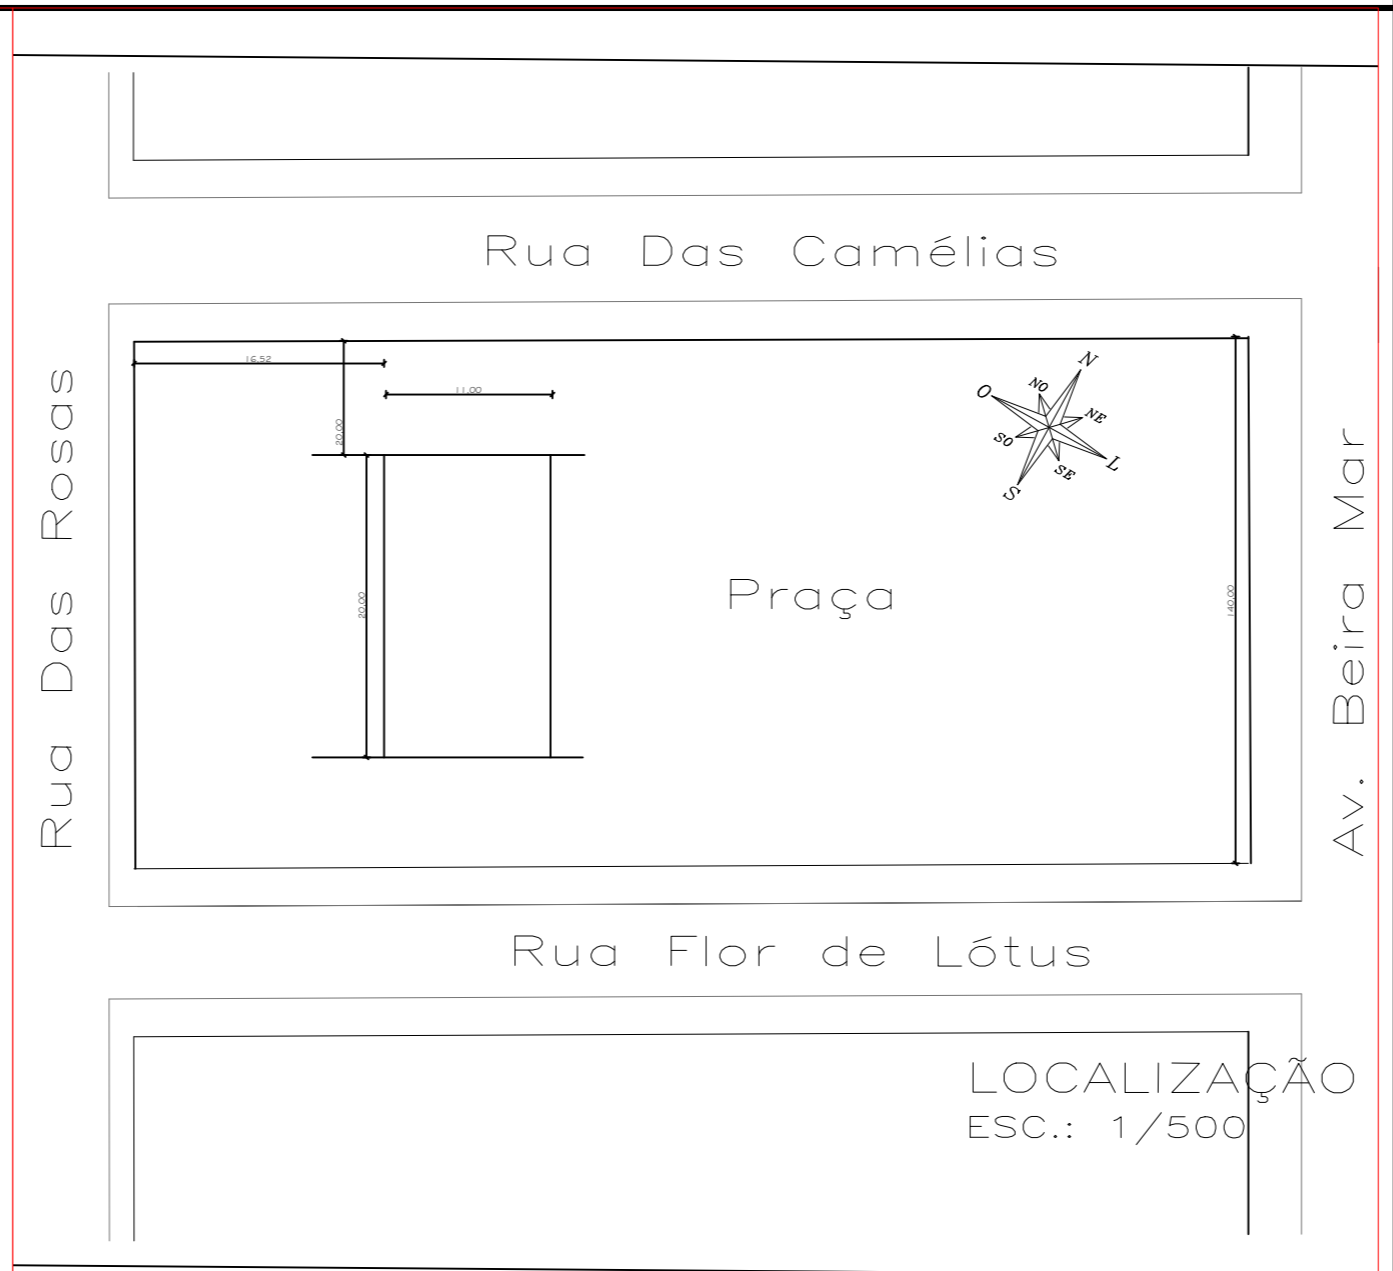 Rua Das Camélias
16,52
11,00
20,00
N
NO
O
NE
SO
L
SE
S
Rua Das Rosas
Av. Beira Mar
20,00
Praça
140,00
Rua Flor de Lótus
LOCALIZAÇÃO
ESC.: 1/500